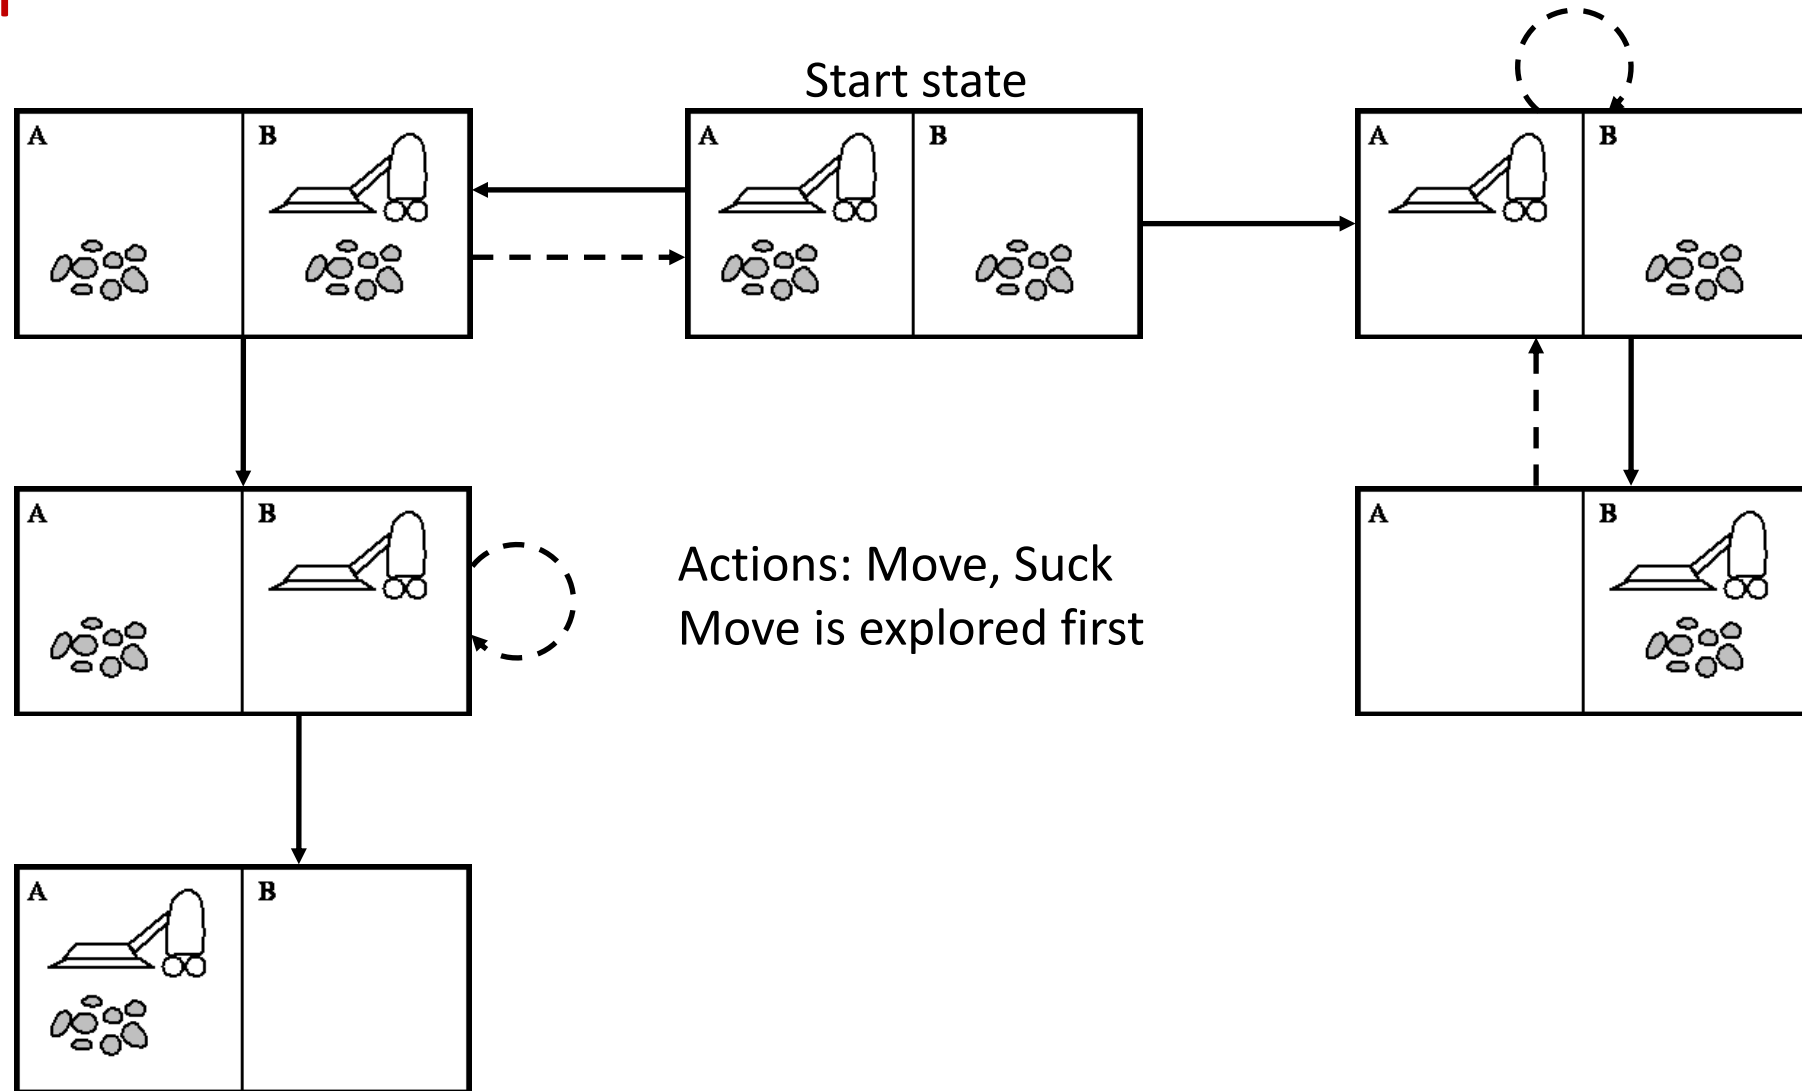 Start state
A B
A B
A B
A B
Actions: Move, Suck
Move is explored first
A B
A B